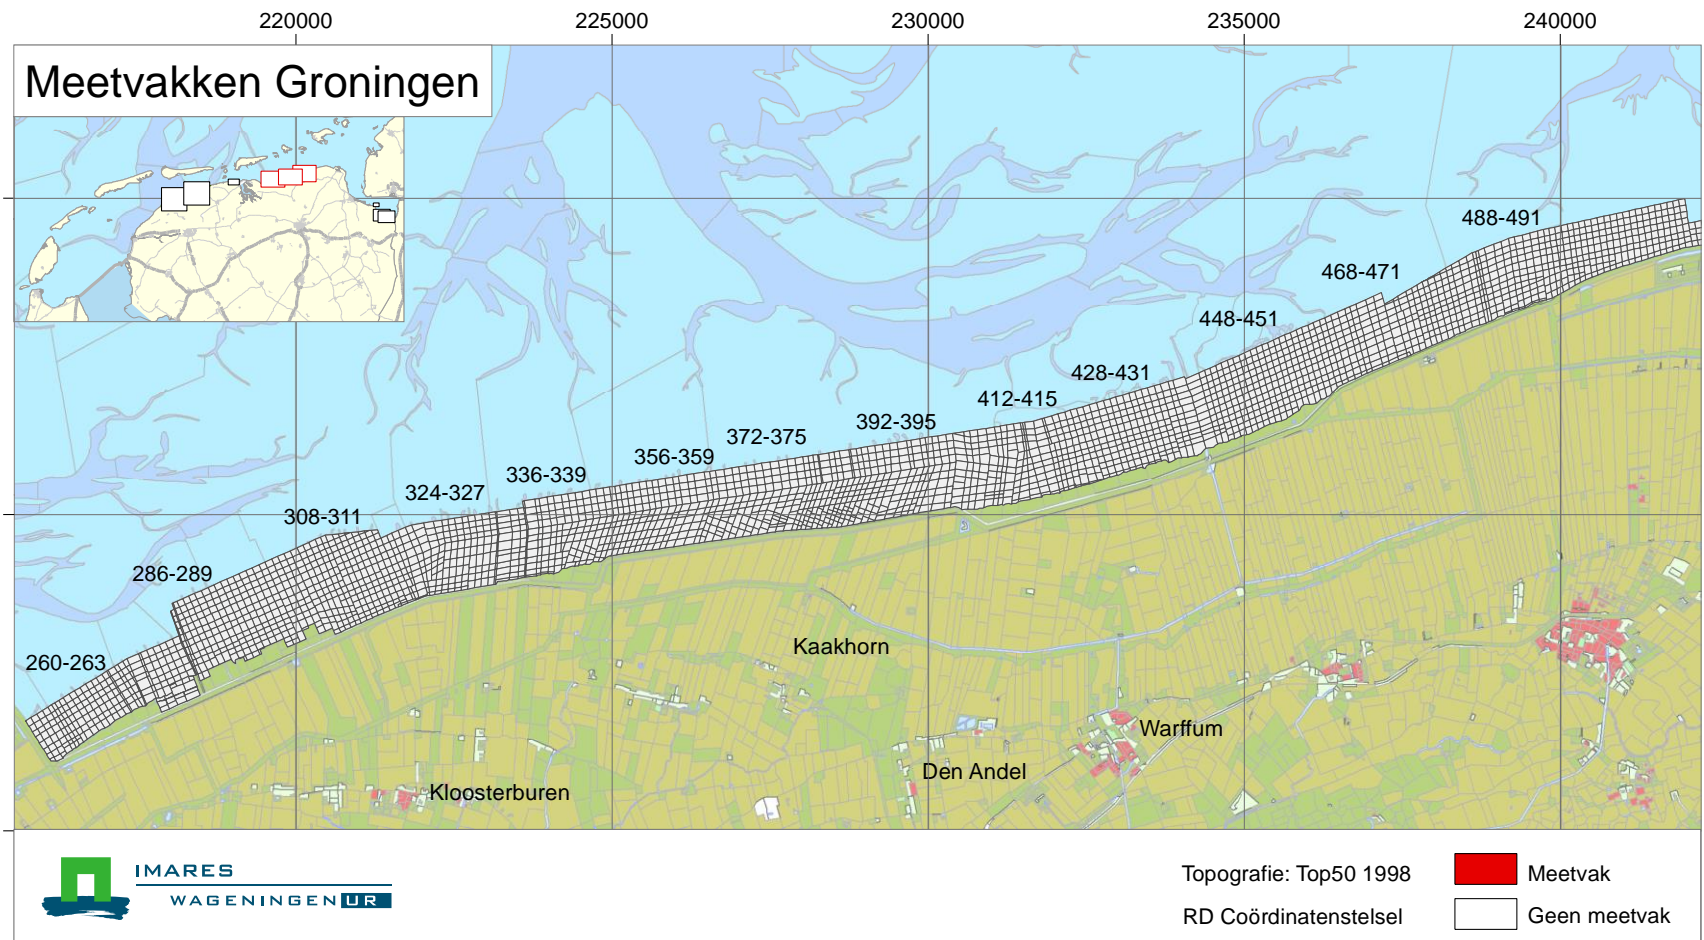 220000
225000
230000
235000
240000
Meetvakken Groningen
488-491
468-471
448-451
428-431
412-415
392-395
372-375
356-359
336-339
324-327
308-311
286-289
260-263
Kaakhorn
Warffum
Den Andel
Kloosterburen
IMARES
WAGENINGEN UR
Topografie: Top50 1998
RD Coördinatenstelsel
Meetvak
Geen meetvak